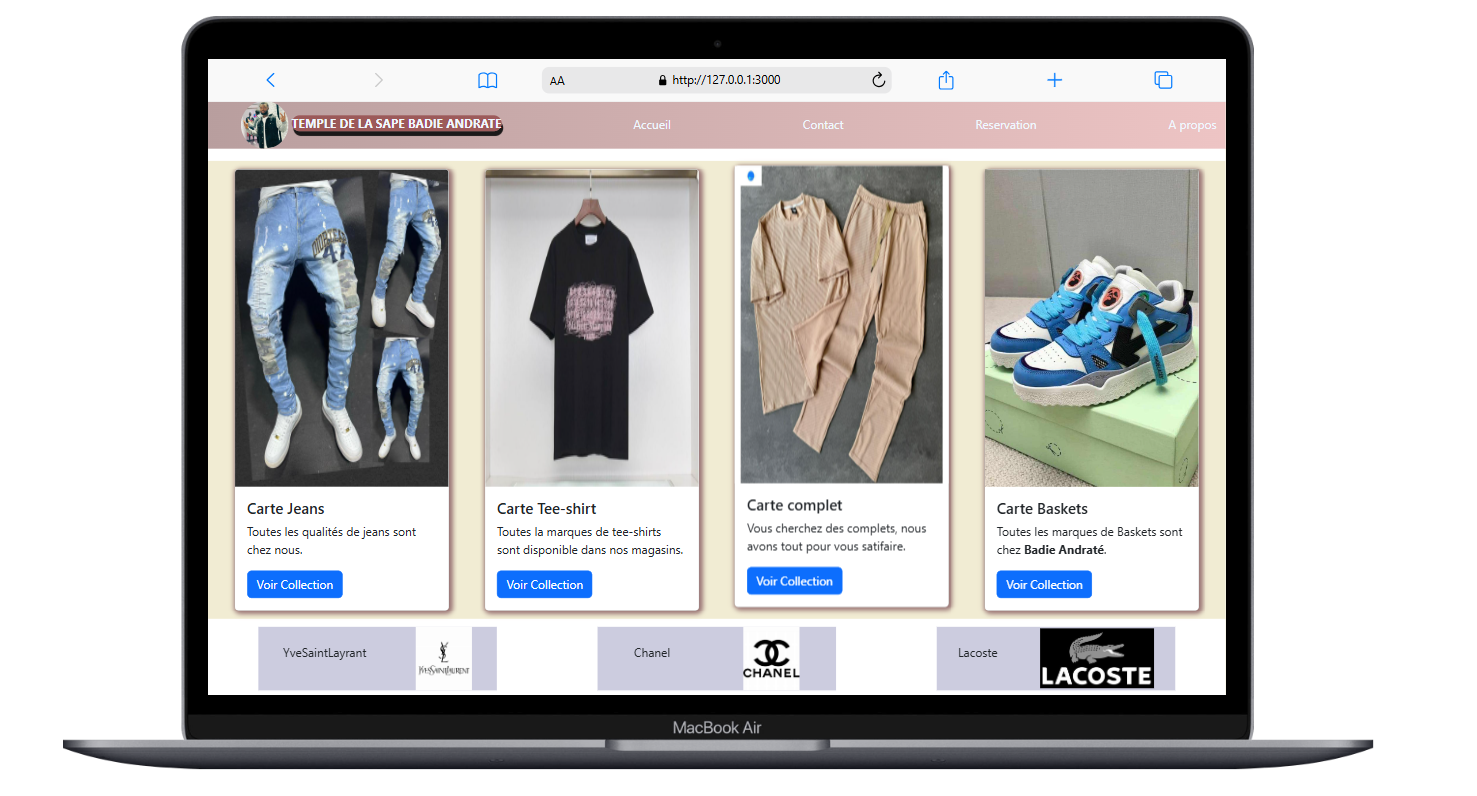 AA
http://127.0.0.1:3000
TEMPLE DE LA SAPE BADIE ANDRATE
Accueil
Contact
Reservation
A propos
Carte Jeans
Toutes les qualités de jeans sont
chez nous.
Voir Collection
Carte Tee-shirt
Toutes la marques de tee-shirts
sont disponible dans nos magasins.
Voir Collection
Carte complet
Vous cherchez des complets, nous
avons tout pour vous satifaire.
Voir Collection
Carte Baskets
Toutes les marques de Baskets sont
chez Badie Andraté.
Voir Collection
YveSaintLayrant
YVESSAINTLAURENT
Chanel
CHANEL
Lacoste
LACOSTE
MacBook Air